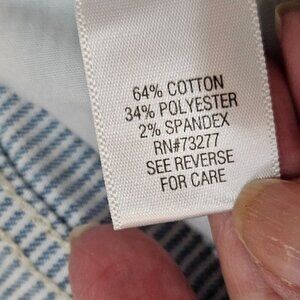 64% COTTON
34% POLYESTER
2% SPANDEX
RN#73277
SEE REVERSE
FOR CARE